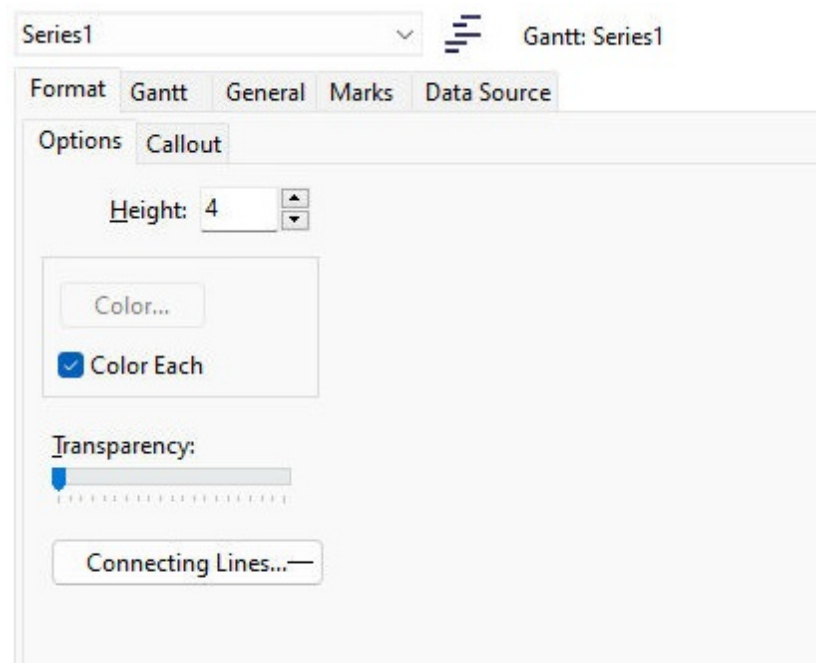 Series1 Gantt: Series1
Format Gantt General Marks Data Source
Options Callout
Height: 4
Color...
Color Each
Transparency:
Connecting Lines...